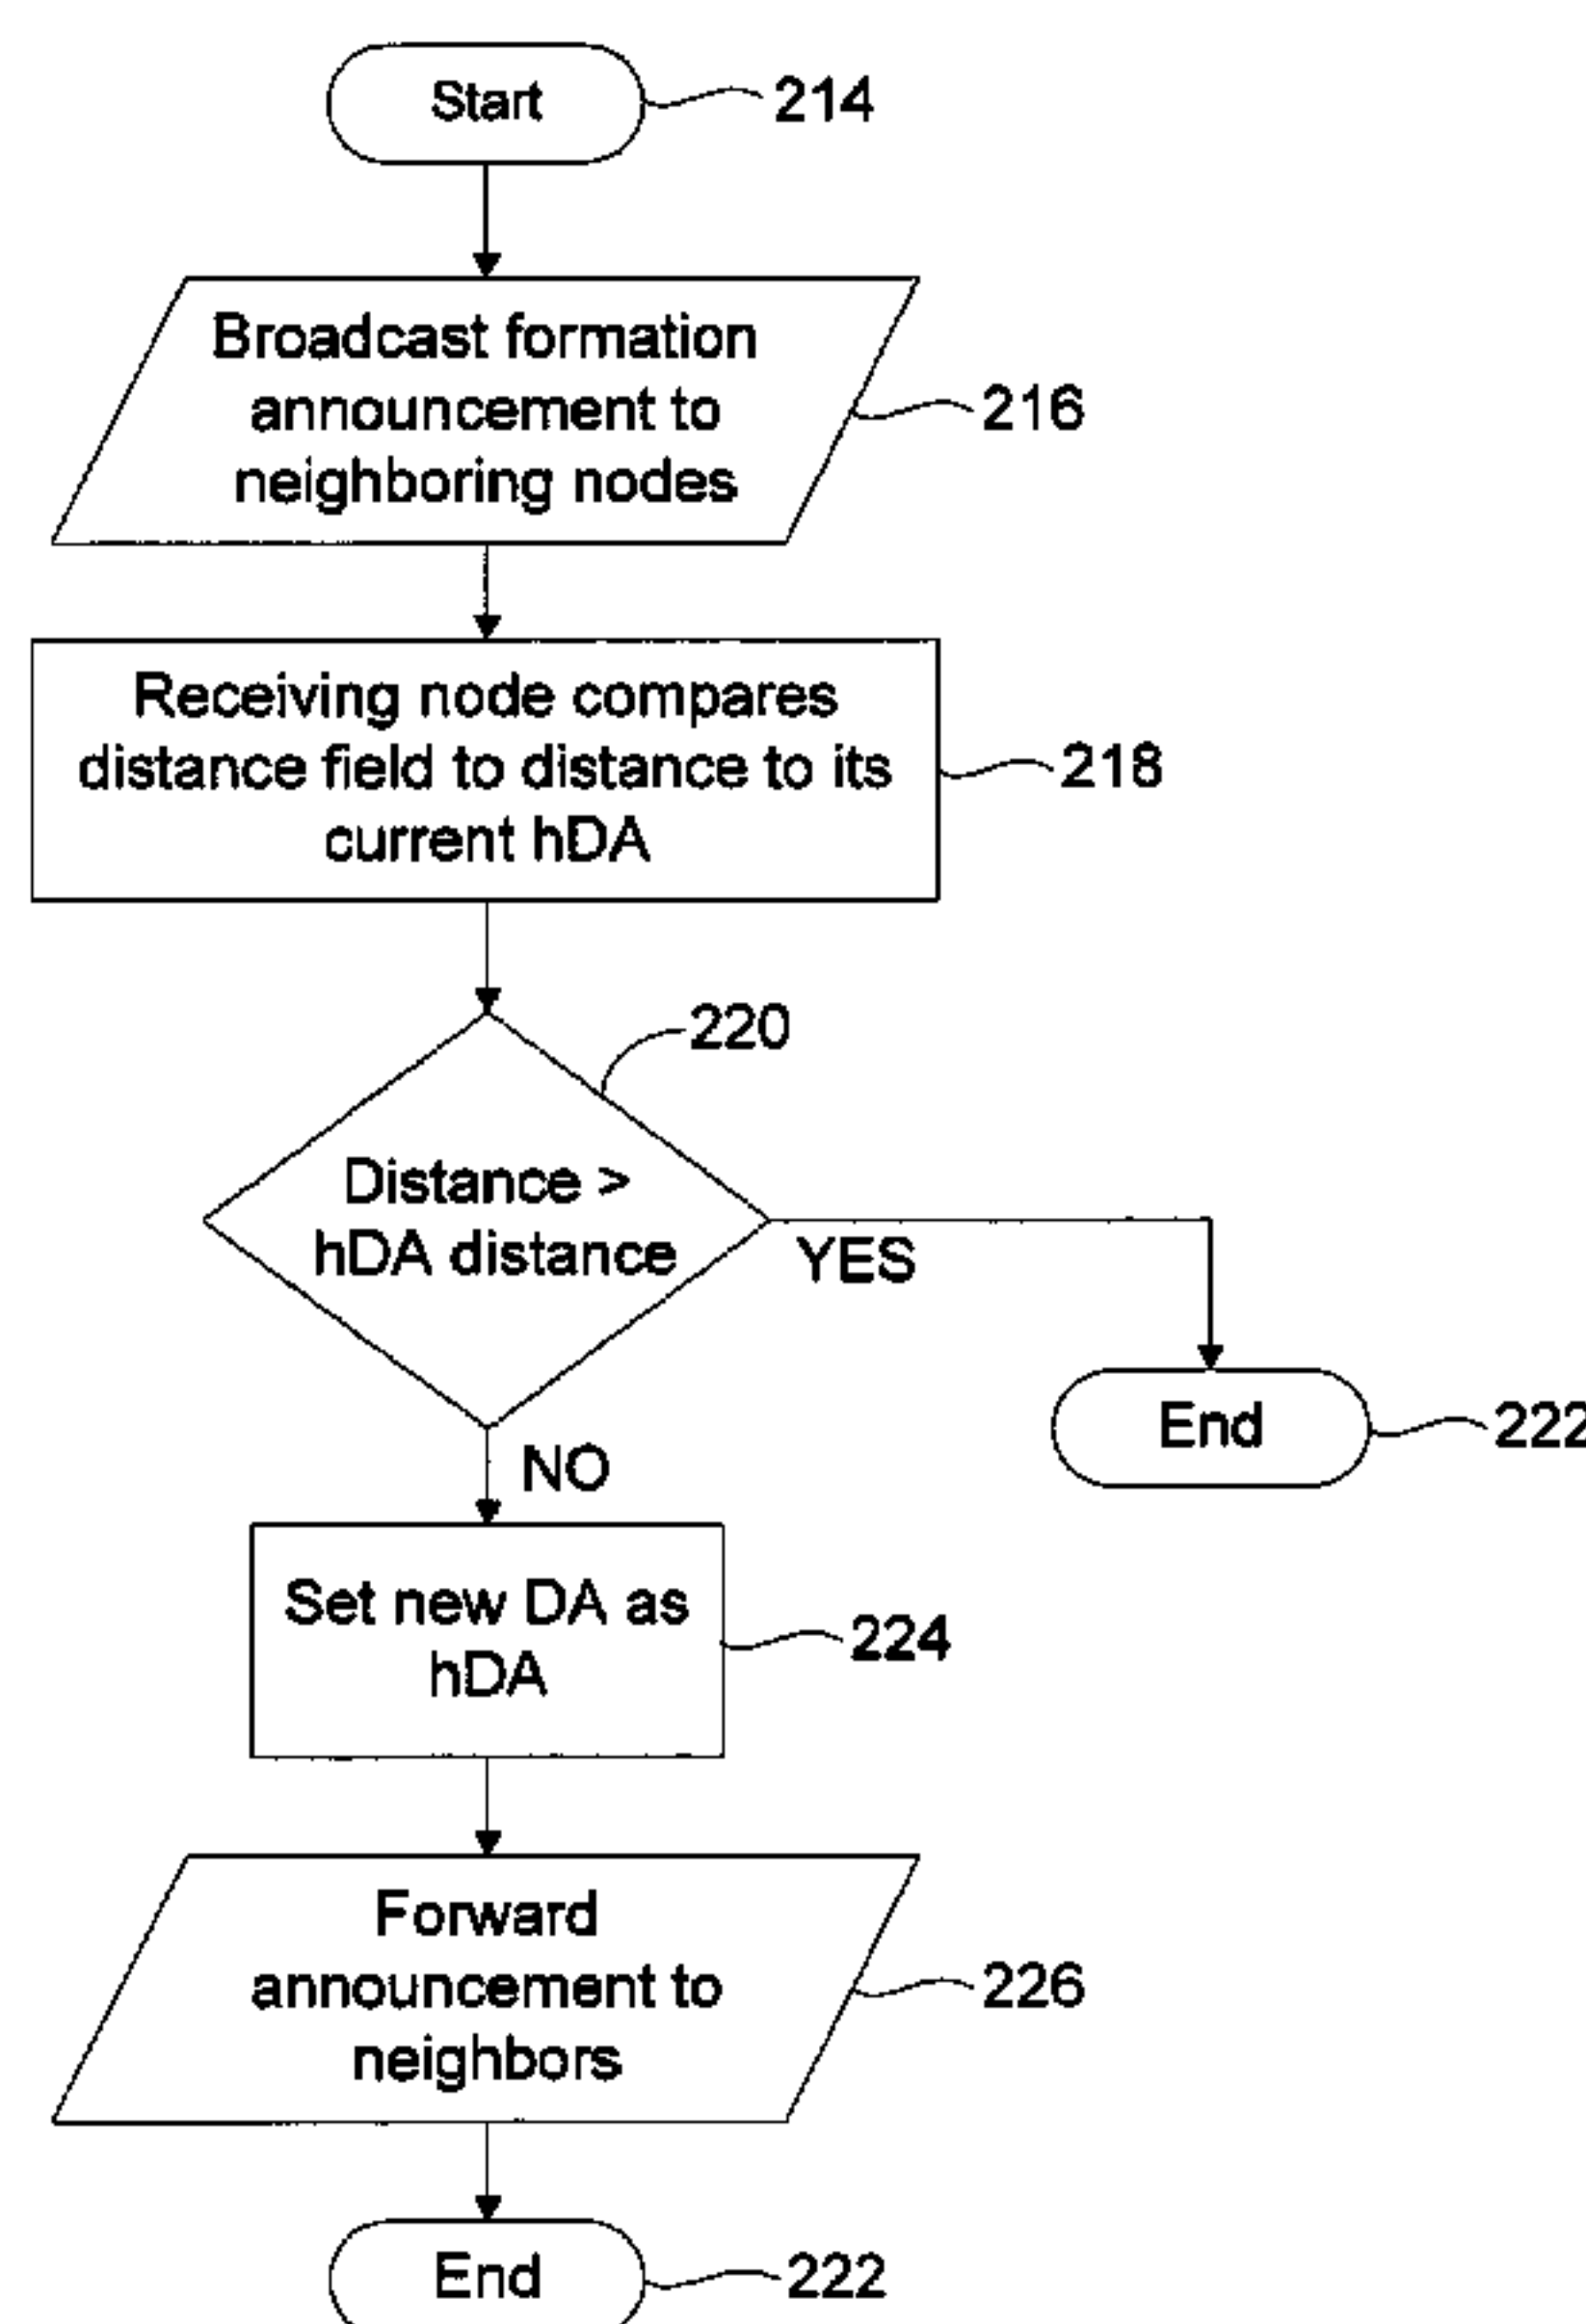 Start
214
Broadcast formation
announcement to
neighboring nodes
216
Receiving node compares
distance field to distance to its
current hDA
218
220
Distance >
hDA distance
YES
End
222
NO
Set new DA as
hDA
224
Forward
announcement to
neighbors
226
End
222